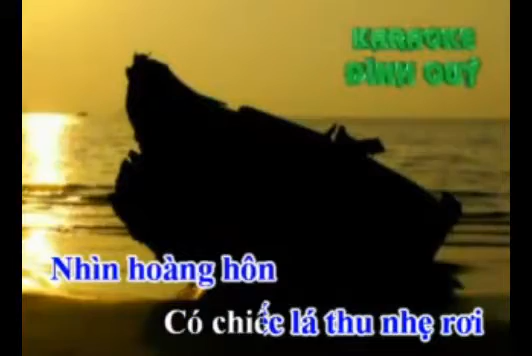 KARAOKE
ĐÌNH QUÝ
Nhìn hoàng hôn
Có chiếc lá thu nhẹ rơi